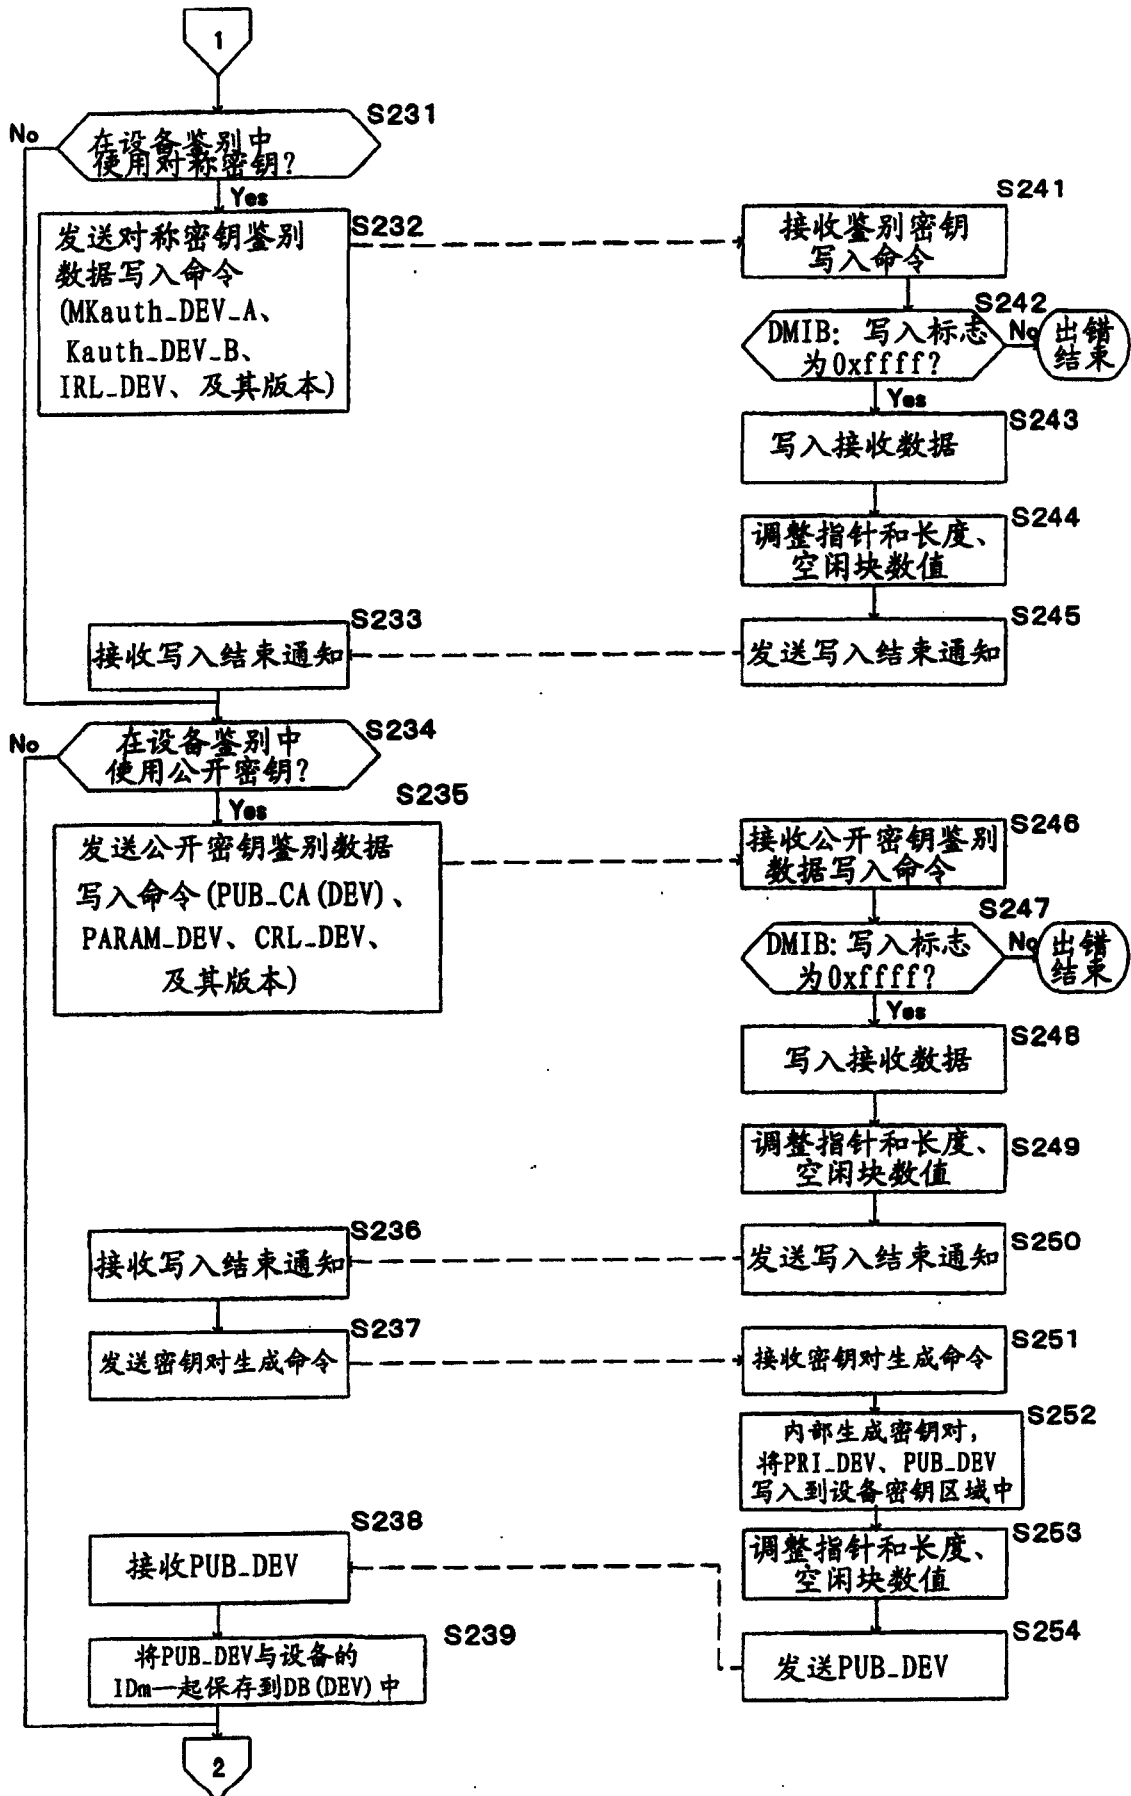 1
S231
No
在设备鉴别中
使用对称密钥?
Yes
S232
发送对称密钥鉴别
数据写入命令
(MKauth_DEV_A、
Kauth_DEV_B、
IRL_DEV、及其版本)
S241
接收鉴别密钥
写入命令
S242
DMIB: 写入标志
为0xffff?
No
出错
结束
Yes
S243
写入接收数据
S244
调整指针和长度、
空闲块数值
S233
接收写入结束通知
S245
发送写入结束通知
S234
No
在设备鉴别中
使用公开密钥?
Yes
S235
发送公开密钥鉴别数据
写入命令(PUB_CA(DEV)、
PARAM_DEV、CRL_DEV、
及其版本)
S246
接收公开密钥鉴别
数据写入命令
S247
DMIB: 写入标志
为0xffff?
No
出错
结束
Yes
S248
写入接收数据
S249
调整指针和长度、
空闲块数值
S236
接收写入结束通知
S250
发送写入结束通知
S237
发送密钥对生成命令
S251
接收密钥对生成命令
S252
内部生成密钥对,
将PRI_DEV、PUB_DEV
写入到设备密钥区域中
S238
接收PUB_DEV
S253
调整指针和长度、
空闲块数值
S239
将PUB_DEV与设备的
IDm一起保存到DB(DEV)中
S254
发送PUB_DEV
2